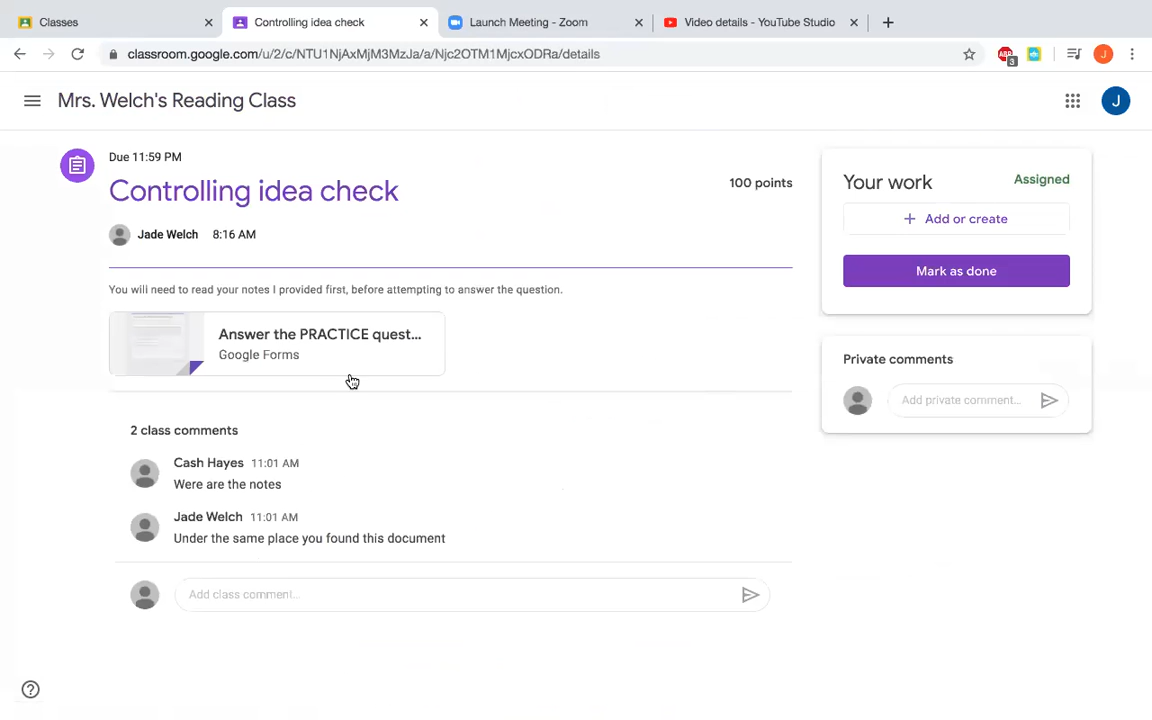 Classes
Controlling idea check
Launch Meeting - Zoom
Video details - YouTube Studio
classroom.google.com/u/2/c/NTU1NjAxMjM3MzJa/a/Njc2OTM1MjcxODRa/details
ABP
3
J
Mrs. Welch's Reading Class
J
Due 11:59 PM
Controlling idea check
100 points
Jade Welch 8:16 AM
You will need to read your notes I provided first, before attempting to answer the question.
Answer the PRACTICE quest...
Google Forms
2 class comments
Cash Hayes 11:01 AM
Were are the notes
Jade Welch 11:01 AM
Under the same place you found this document
Add class comment...
Your work
Assigned
+ Add or create
Mark as done
Private comments
Add private comment...